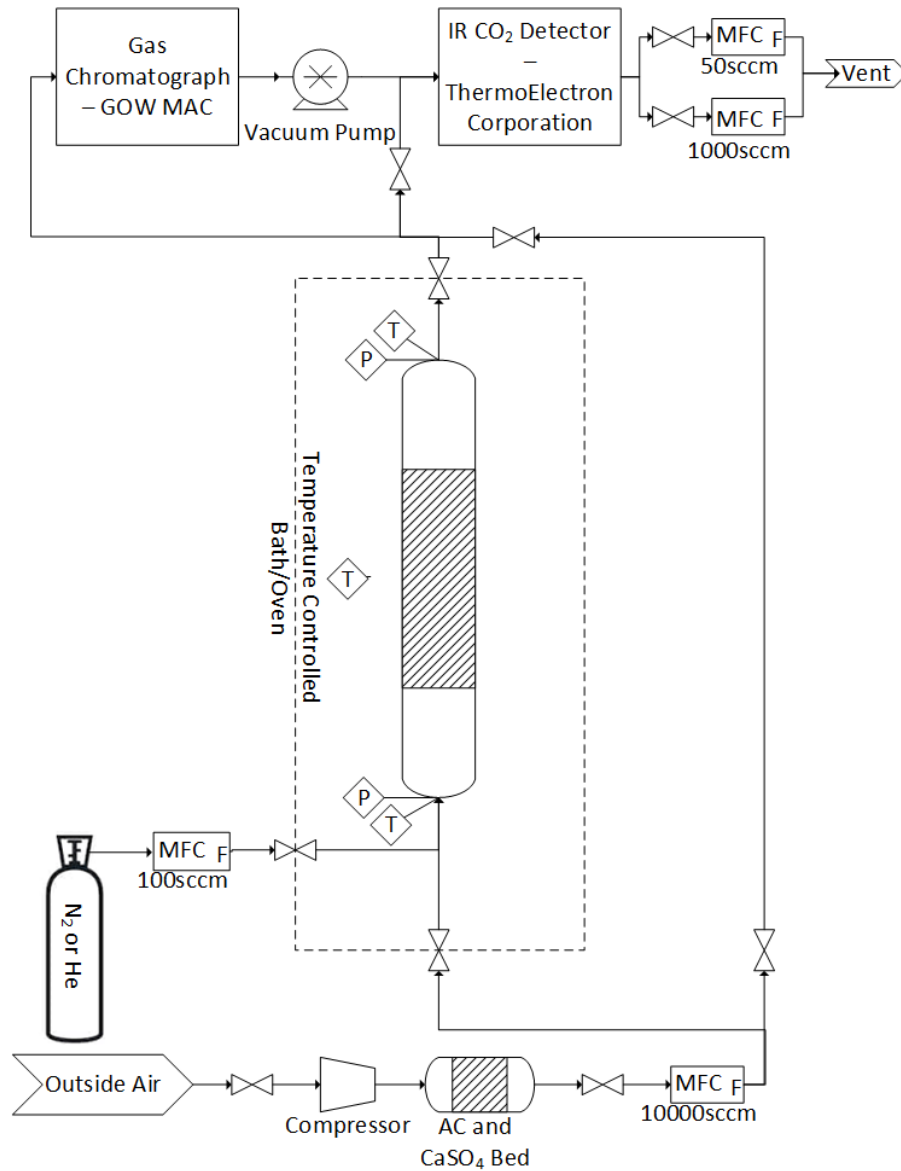 Gas
Chromatograph
– GOW MAC
Vacuum Pump
IR CO₂ Detector
–
ThermoElectron
Corporation
MFC F
50sccm
MFC F
1000sccm
Vent
T
P
Temperature Controlled
Bath/Oven
T
P
T
MFC F
100sccm
N₂ or He
Outside Air
Compressor
AC and
CaSO₄ Bed
MFC F
10000sccm